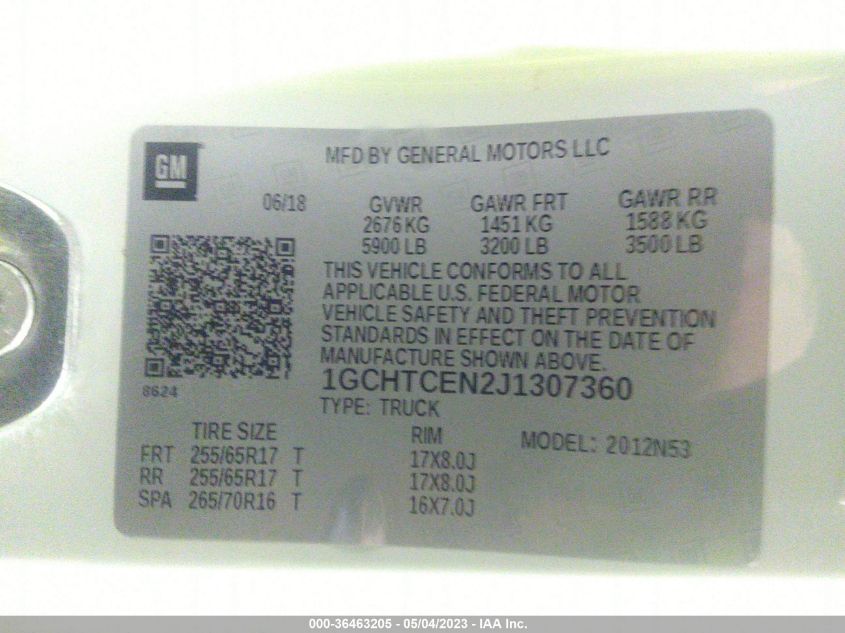 GM
MFD BY GENERAL MOTORS LLC
06/18 GVWR GAWR FRT GAWR RR
2676 KG 1451 KG 1588 KG
5900 LB 3200 LB 3500 LB
THIS VEHICLE CONFORMS TO ALL
APPLICABLE U.S. FEDERAL MOTOR
VEHICLE SAFETY AND THEFT PREVENTION
STANDARDS IN EFFECT ON THE DATE OF
MANUFACTURE SHOWN ABOVE.
8624
1GCHTCEN2J1307360
TYPE: TRUCK
TIRE SIZE RIM MODEL: 2012N53
FRT 255/65R17 T 17X8.0J
RR 255/65R17 T 17X8.0J
SPA 265/70R16 T 16X7.0J
000-36463205 - 05/04/2023 - IAA Inc.